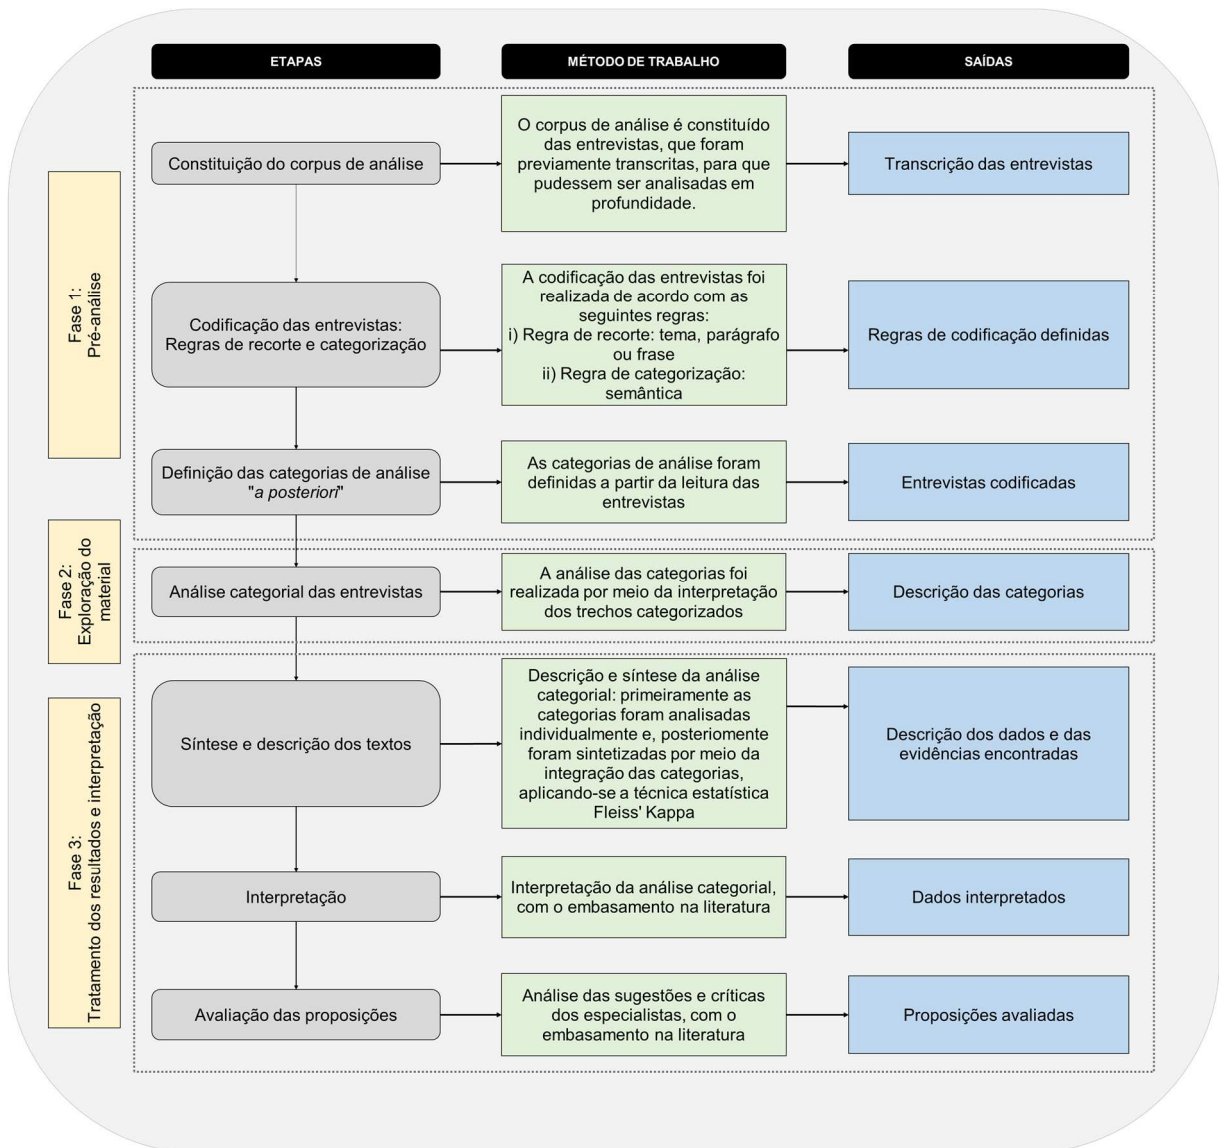 ETAPAS
MÉTODO DE TRABALHO
SAÍDAS
Fase 1:
Pré-análise
Constituição do corpus de análise
O corpus de análise é constituído
das entrevistas, que foram
previamente transcritas, para que
pudessem ser analisadas em
profundidade.
Transcrição das entrevistas
Codificação das entrevistas:
Regras de recorte e categorização
A codificação das entrevistas foi
realizada de acordo com as
seguintes regras:
i) Regra de recorte: tema, parágrafo
ou frase
ii) Regra de categorização:
semântica
Regras de codificação definidas
Definição das categorias de análise
"a posteriori"
As categorias de análise foram
definidas a partir da leitura das
entrevistas
Entrevistas codificadas
Fase 2:
Exploração do
material
Análise categorial das entrevistas
A análise das categorias foi
realizada por meio da interpretação
dos trechos categorizados
Descrição das categorias
Fase 3:
Tratamento dos resultados e interpretação
Síntese e descrição dos textos
Descrição e síntese da análise
categorial: primeiramente as
categorias foram analisadas
individualmente e, posteriomente
foram sintetizadas por meio da
integração das categorias,
aplicando-se a técnica estatística
Fleiss' Kappa
Descrição dos dados e das
evidências encontradas
Interpretação
Interpretação da análise categorial,
com o embasamento na literatura
Dados interpretados
Avaliação das proposições
Análise das sugestões e críticas
dos especialistas, com o
embasamento na literatura
Proposições avaliadas